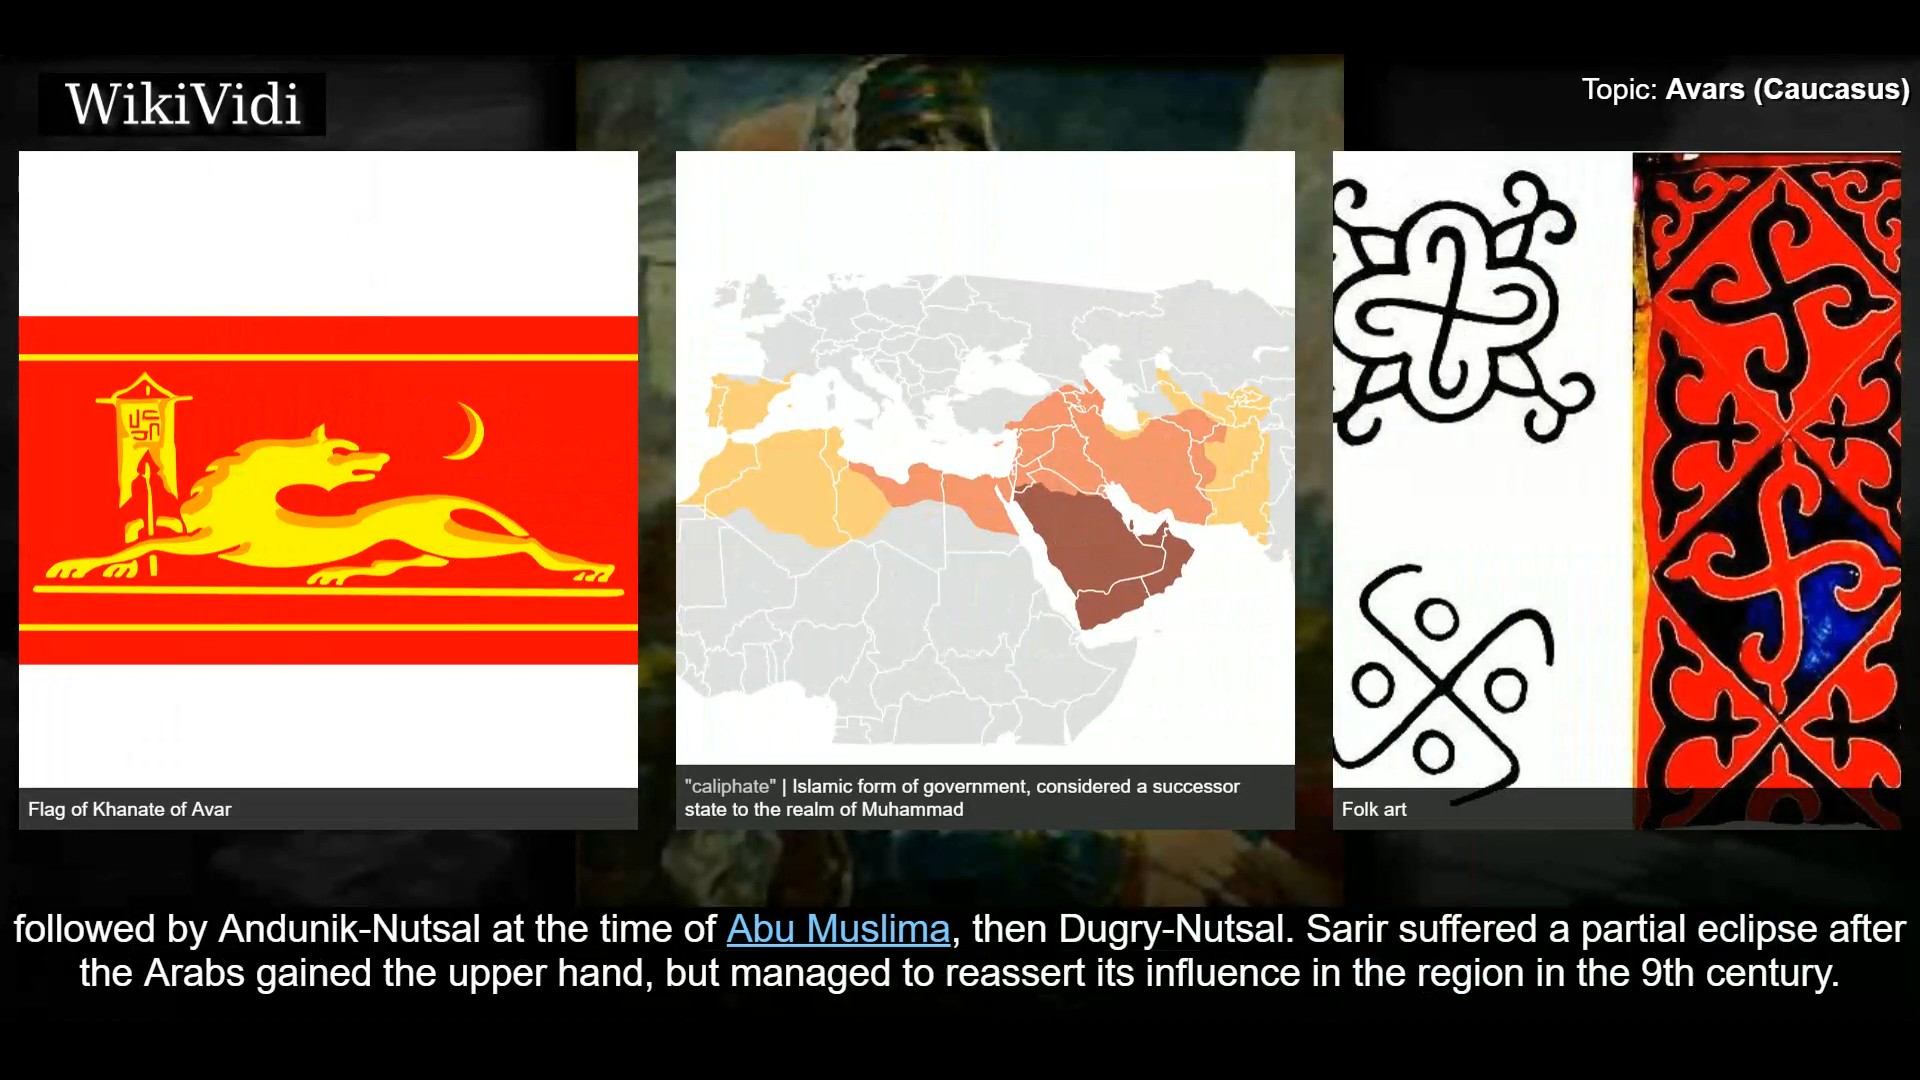 WikiVidi
Topic: Avars (Caucasus)
Flag of Khanate of Avar
"caliphate" | Islamic form of government, considered a successor
state to the realm of Muhammad
Folk art
followed by Andunik-Nutsal at the time of Abu Muslima, then Dugry-Nutsal. Sarir suffered a partial eclipse after
the Arabs gained the upper hand, but managed to reassert its influence in the region in the 9th century.